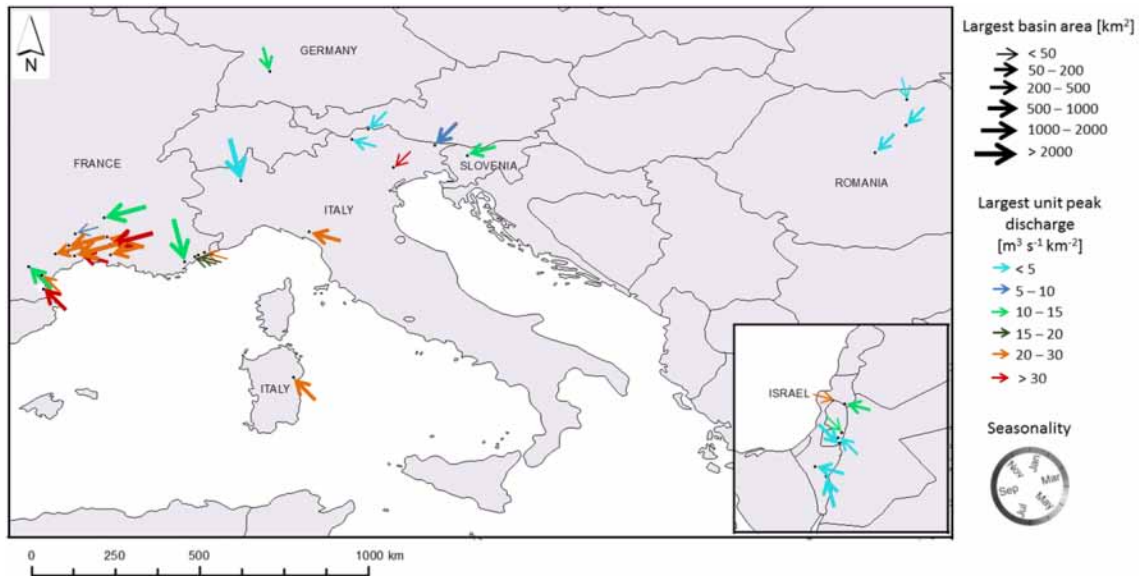 N
GERMANY
FRANCE
SLOVENIA
ROMANIA
ITALY
ITALY
ISRAEL
0 250 500 1000 km
Largest basin area [km²]
< 50
50 – 200
200 – 500
500 – 1000
1000 – 2000
> 2000
Largest unit peak
discharge
[m³ s⁻¹ km⁻²]
< 5
5 – 10
10 – 15
15 – 20
20 – 30
> 30
Seasonality
Jan
Mar
May
Jul
Sep
Nov